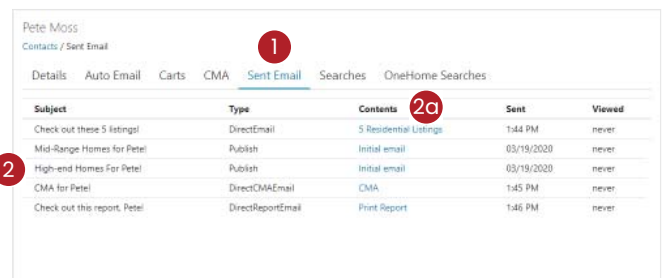 Pete Moss
Contacts / Sent Email
1
Details Auto Email Carts CMA Sent Email Searches OneHome Searches
Subject Type Contents 2a Sent Viewed
Check out these 5 listings! DirectEmail 5 Residential Listings 1:44 PM never
Mid-Range Homes for Pete! Publish Initial email 03/19/2020 never
2 High-end Homes For Pete! Publish Initial email 03/19/2020 never
CMA for Pete! DirectCMAEmail CMA 1:45 PM never
Check out this report, Pete! DirectReportEmail Print Report 1:46 PM never